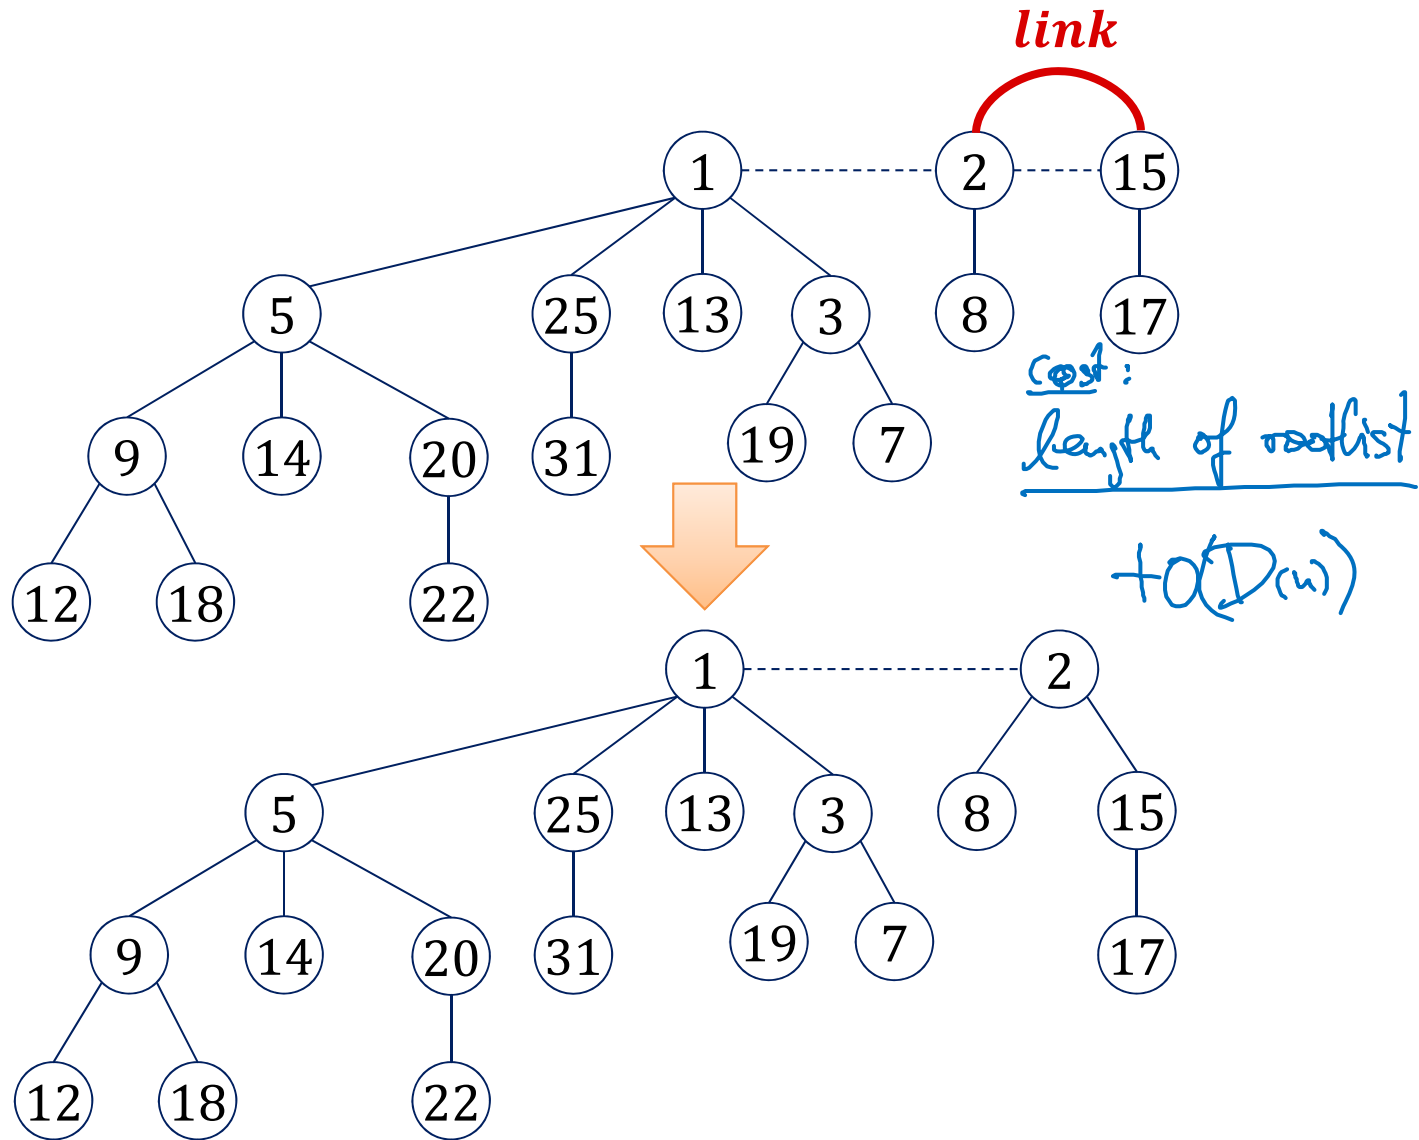 link
1 2 15
5 25 13 3 8 17
cost:
9 14 20 31 19 7
length of rootlist
12 18 22
+O(D(n))
1 2
5 25 13 3 8 15
9 14 20 31 19 7 17
12 18 22